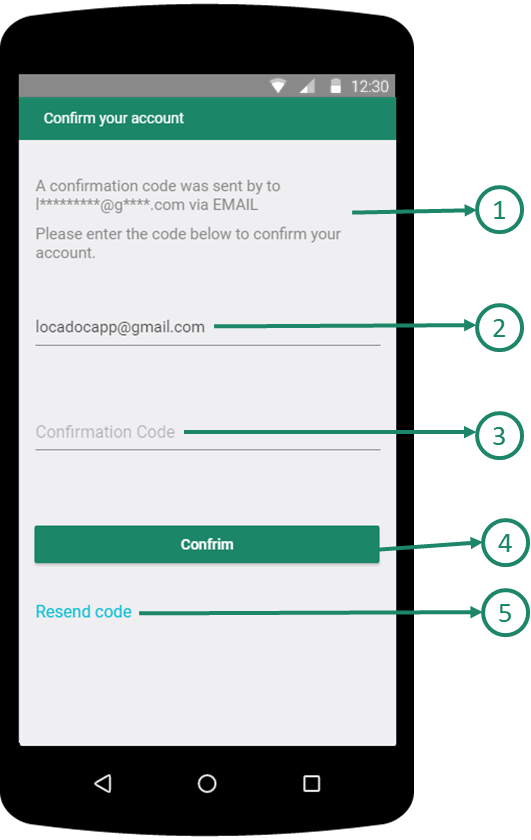 12:30
Confirm your account
A confirmation code was sent by to
l*********@g****.com via EMAIL
1
Please enter the code below to confirm your
account.
locadocapp@gmail.com
2
Confirmation Code
3
Confrim
4
Resend code
5